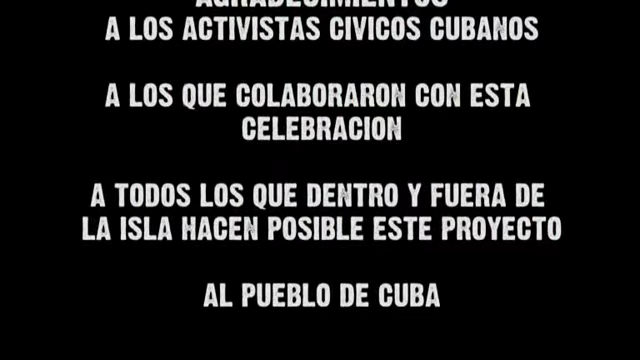 AGRADECIMIENTOS
A LOS ACTIVISTAS CIVICOS CUBANOS
A LOS QUE COLABORARON CON ESTA
CELEBRACION
A TODOS LOS QUE DENTRO Y FUERA DE
LA ISLA HACEN POSIBLE ESTE PROYECTO
AL PUEBLO DE CUBA